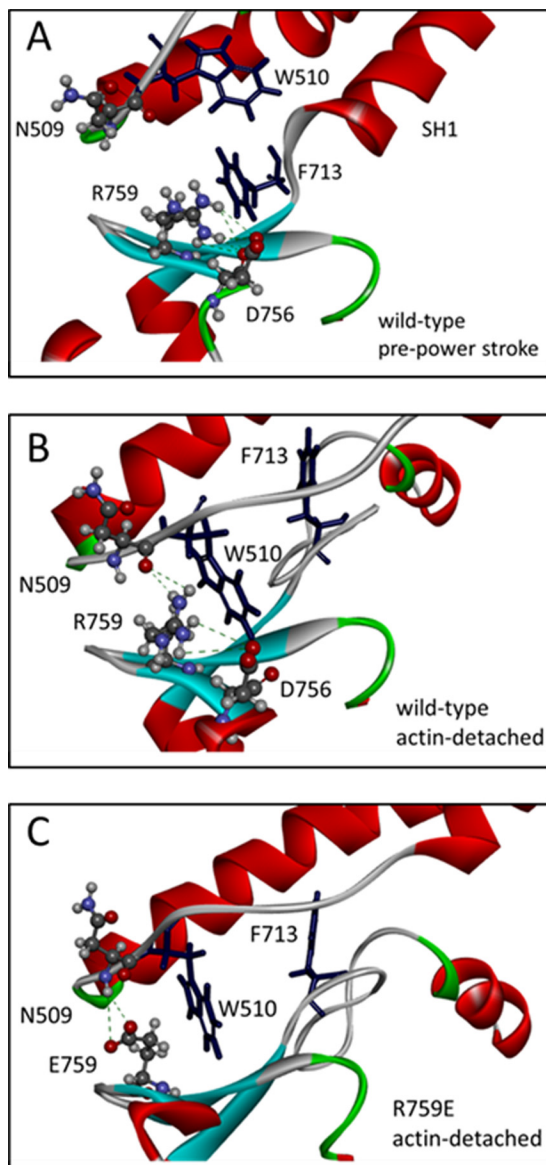 A
W510
N509
SH1
F713
R759
D756
wild-type
pre-power stroke
B
F713
W510
N509
R759
D756
wild-type
actin-detached
C
F713
N509
W510
E759
R759E
actin-detached